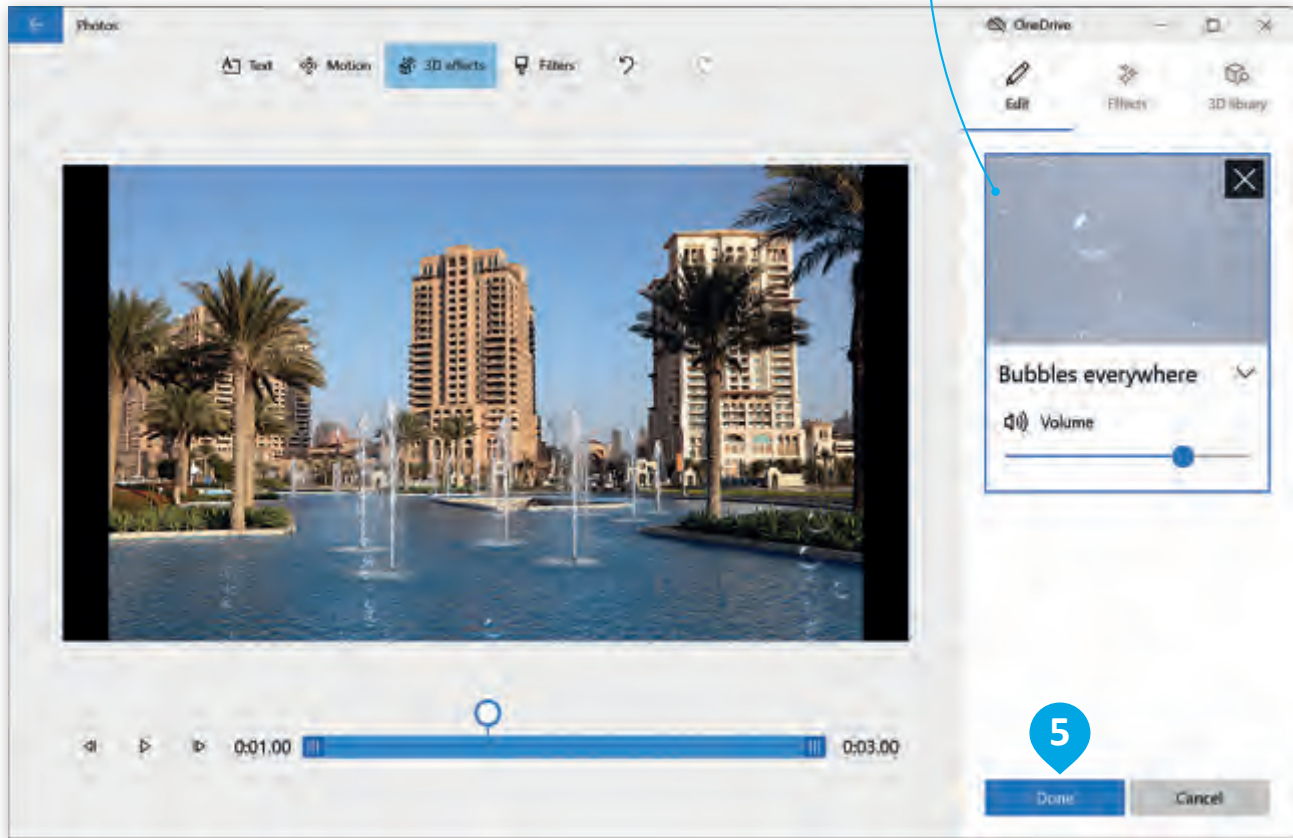 Photos
OneDrive
Text Motion 3D effects Filters
Edit Effects 3D library
Bubbles everywhere
Volume
0:01.00 0:03.00
5
Done Cancel